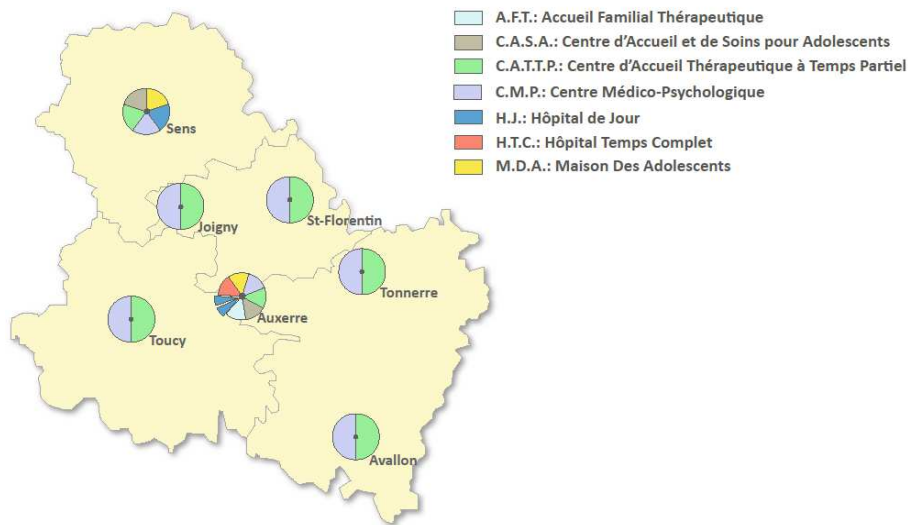 A.F.T.: Accueil Familial Thérapeutique
C.A.S.A.: Centre d'Accueil et de Soins pour Adolescents
C.A.T.T.P.: Centre d'Accueil Thérapeutique à Temps Partiel
C.M.P.: Centre Médico-Psychologique
H.J.: Hôpital de Jour
H.T.C.: Hôpital Temps Complet
M.D.A.: Maison Des Adolescents
Sens
Joigny
St-Florentin
Tonnerre
Auxerre
Toucy
Avallon